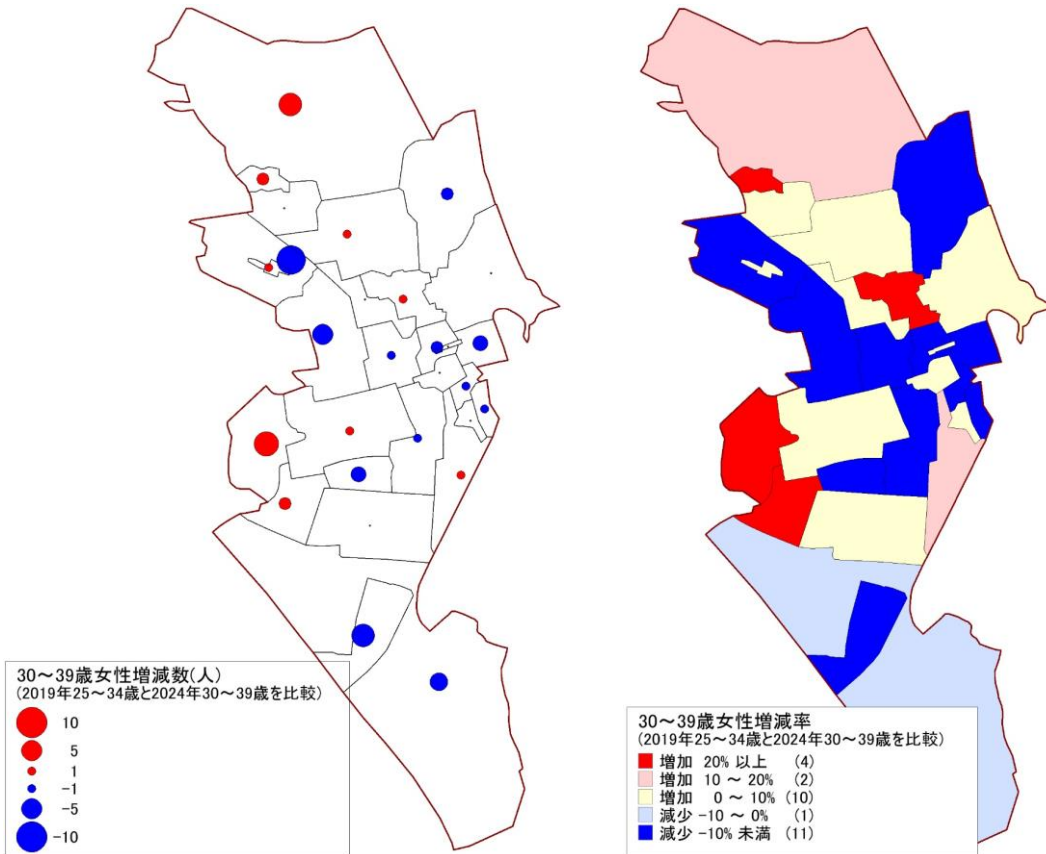 30～39歳女性増減数(人)
(2019年25～34歳と2024年30～39歳を比較)
10
5
1
-1
-5
-10
30～39歳女性増減率
(2019年25～34歳と2024年30～39歳を比較)
増加 20% 以上 (4)
増加 10 ～ 20% (2)
増加 0 ～ 10% (10)
減少 -10 ～ 0% (1)
減少 -10% 未満 (11)